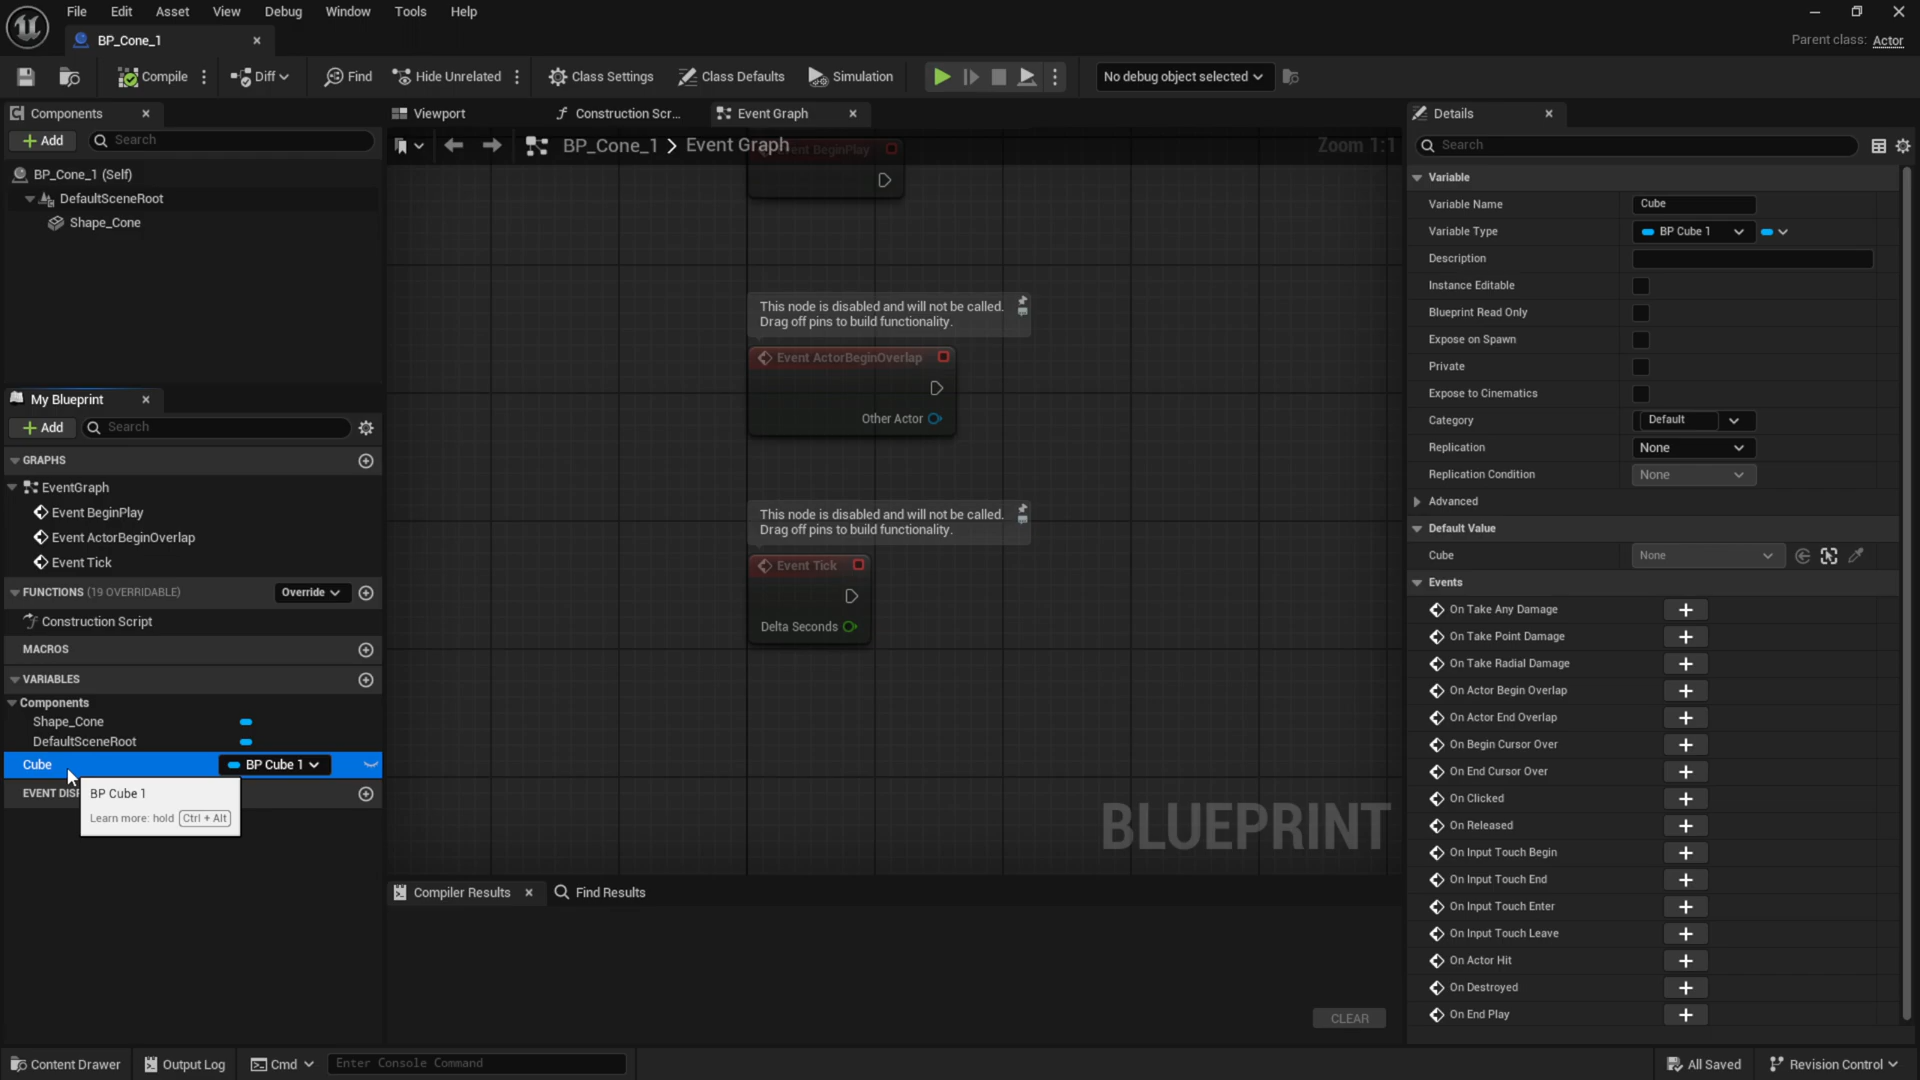 File Edit Asset View Debug Window Tools Help
BP_Cone_1
Parent class: Actor
Compile Diff Find Hide Unrelated Class Settings Class Defaults Simulation No debug object selected
Components
Add Search
BP_Cone_1 (Self)
DefaultSceneRoot
Shape_Cone
My Blueprint
Add Search
GRAPHS
EventGraph
Event BeginPlay
Event ActorBeginOverlap
Event Tick
FUNCTIONS (19 OVERRIDABLE) Override
Construction Script
MACROS
VARIABLES
Components
Shape_Cone
DefaultSceneRoot
Cube BP Cube 1
EVENT DISP
BP Cube 1
Learn more: hold Ctrl + Alt
Viewport Construction Scr... Event Graph
BP_Cone_1 > Event Graph Zoom 1:1
Event BeginPlay
This node is disabled and will not be called.
Drag off pins to build functionality.
Event ActorBeginOverlap
Other Actor
This node is disabled and will not be called.
Drag off pins to build functionality.
Event Tick
Delta Seconds
BLUEPRINT
Compiler Results Find Results
CLEAR
Details
Search
Variable
Variable Name Cube
Variable Type BP Cube 1
Description
Instance Editable
Blueprint Read Only
Expose on Spawn
Private
Expose to Cinematics
Category Default
Replication None
Replication Condition None
Advanced
Default Value
Cube None
Events
On Take Any Damage
On Take Point Damage
On Take Radial Damage
On Actor Begin Overlap
On Actor End Overlap
On Begin Cursor Over
On End Cursor Over
On Clicked
On Released
On Input Touch Begin
On Input Touch End
On Input Touch Enter
On Input Touch Leave
On Actor Hit
On Destroyed
On End Play
Content Drawer Output Log Cmd Enter Console Command All Saved Revision Control